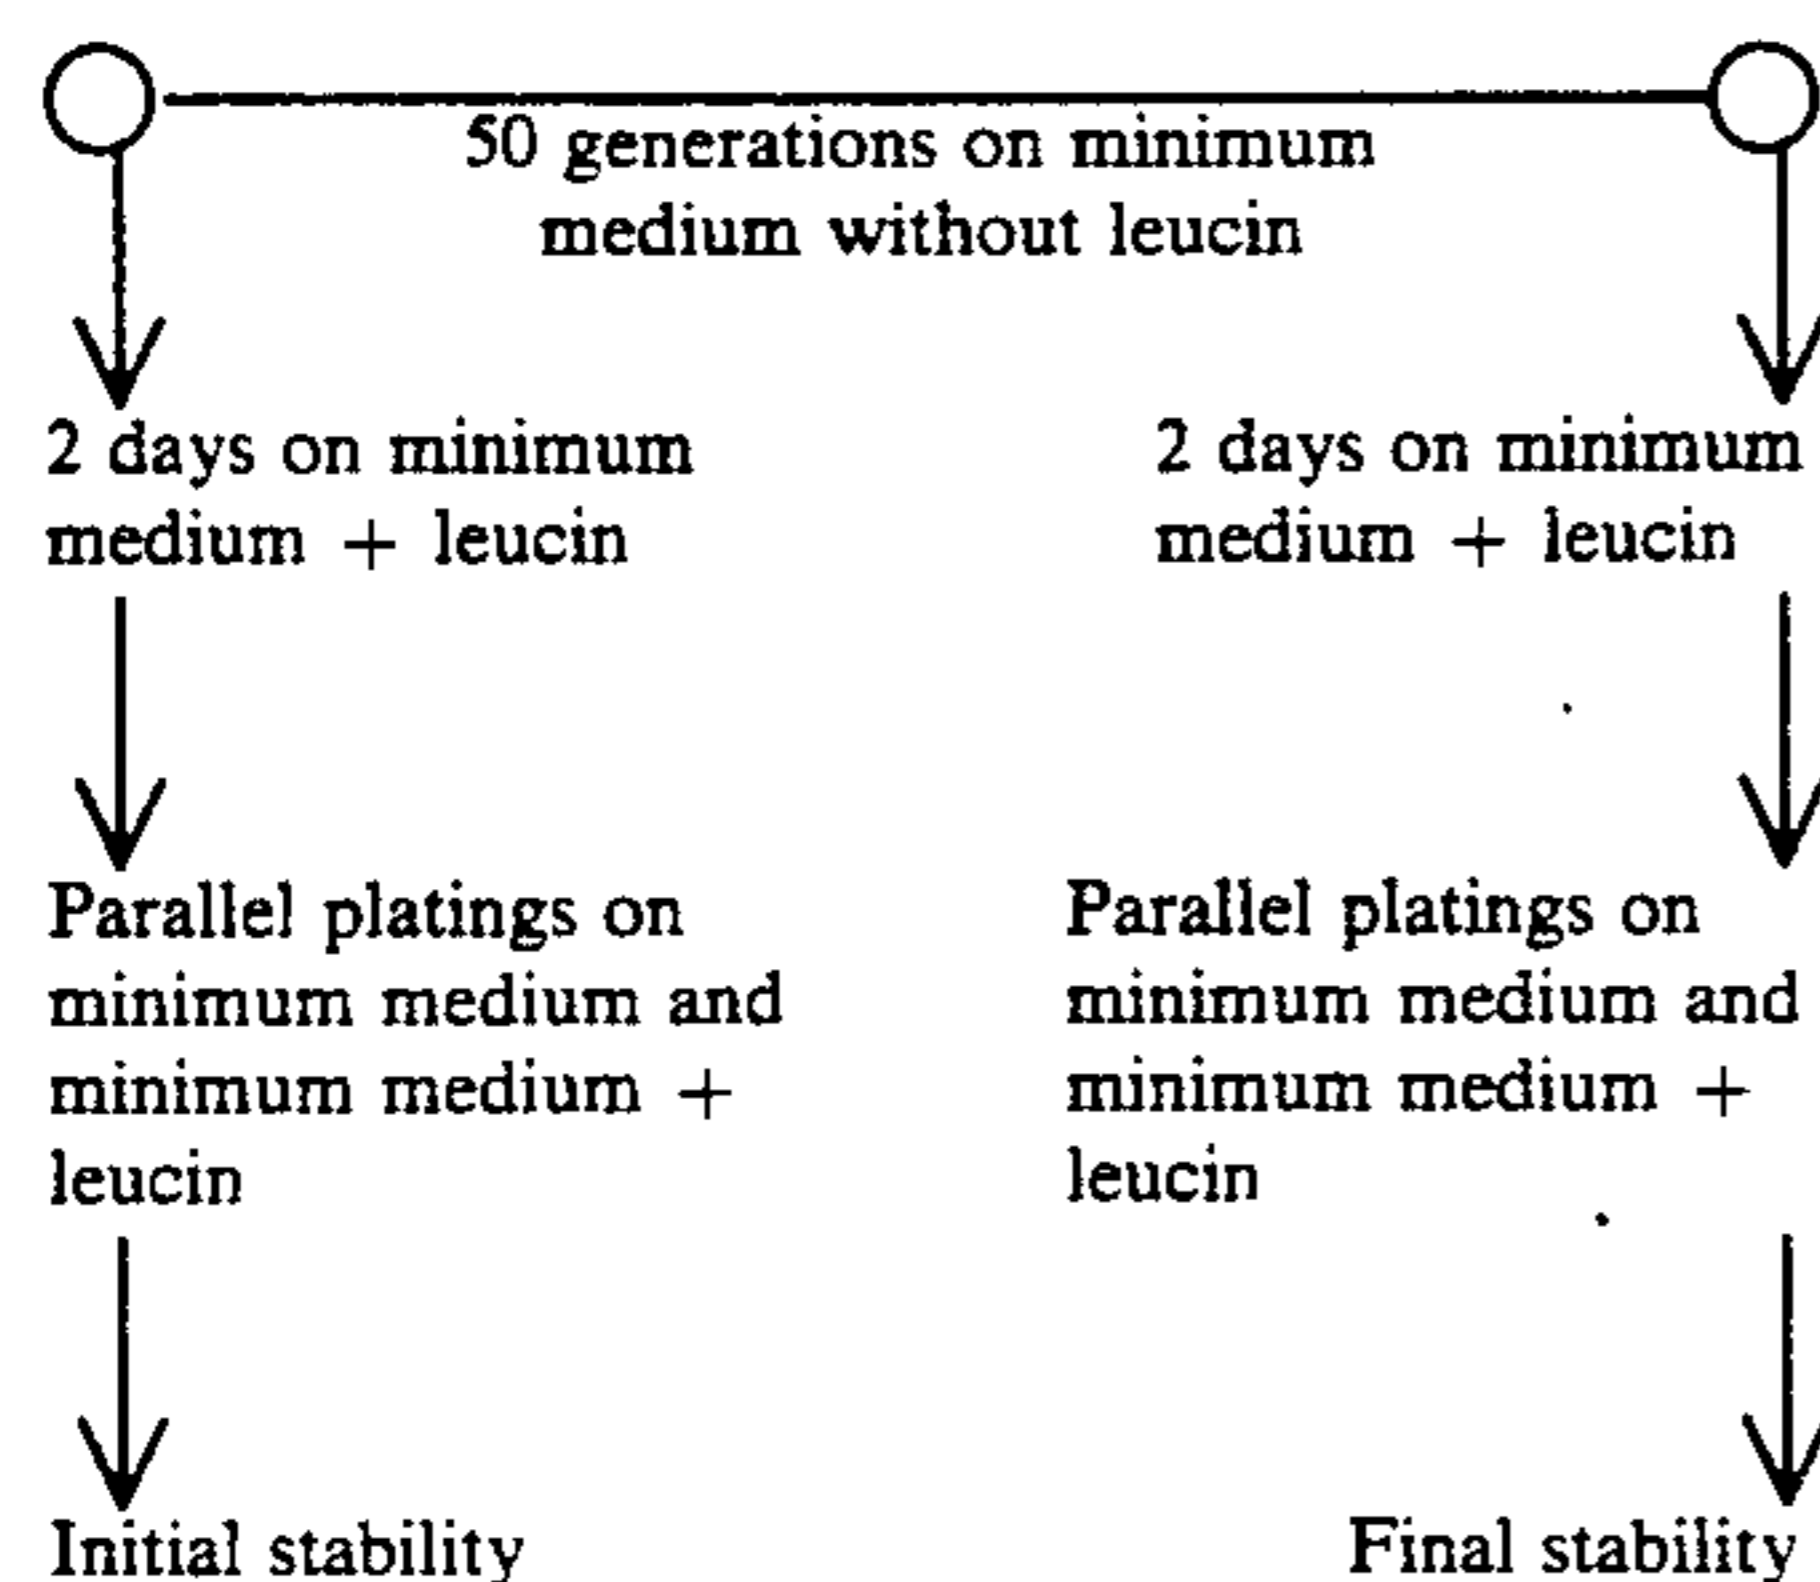 50 generations on minimum
medium without leucin
2 days on minimum
medium + leucin
2 days on minimum
medium + leucin
Parallel platings on
minimum medium and
minimum medium +
leucin
Parallel platings on
minimum medium and
minimum medium +
leucin
Initial stability
Final stability